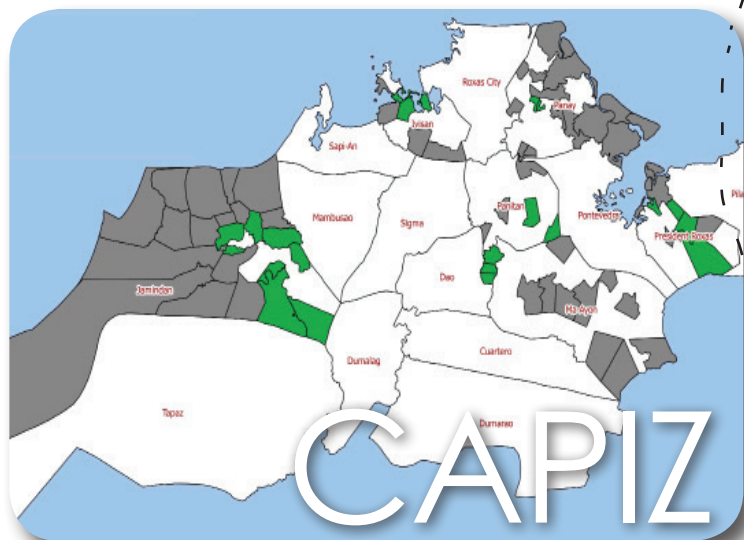 Roxas City
Panay
Ivisan
Sapi-An
Mambusao
Sigma
Panitan
Pontevedra
Pila
President Roxas
Jamindan
Dao
Ma-Ayon
Dumalag
Cuartero
Tapaz
Dumarao
CAPIZ